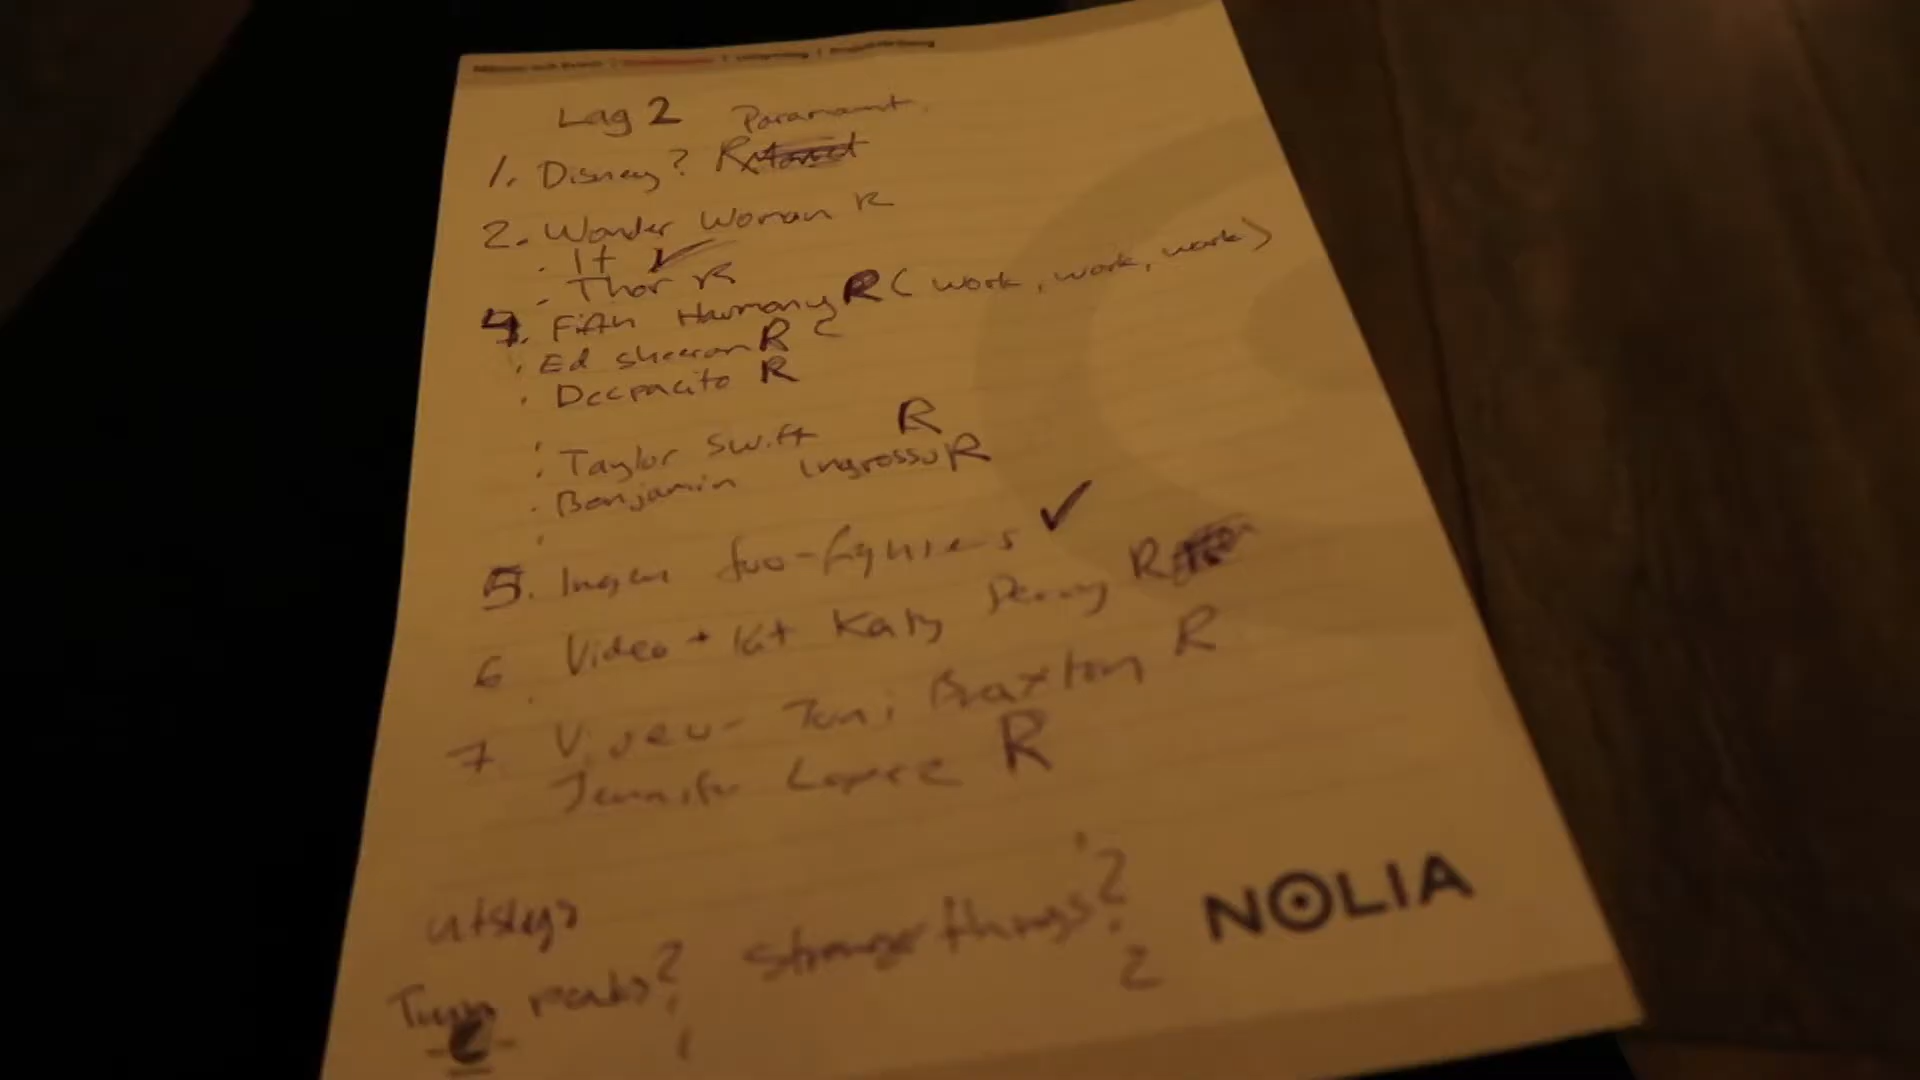 Lag 2 Paramount.
1. Disney? R
2. Wonder Woman R
. It ✓
. Thor R
4. Fifth Harmony R ( work, work, work )
. Ed sheeran R (
. Decpacito R
: Taylor Swift R
. Benjamin Ingrosso R
5. Ingen foo-fighters ✓
6. Video + Katy Perry R
7 Video - Toni Braxton R
Jennifer Lopez R
utslag
Twin peaks? Stranger things?
2
NOLIA